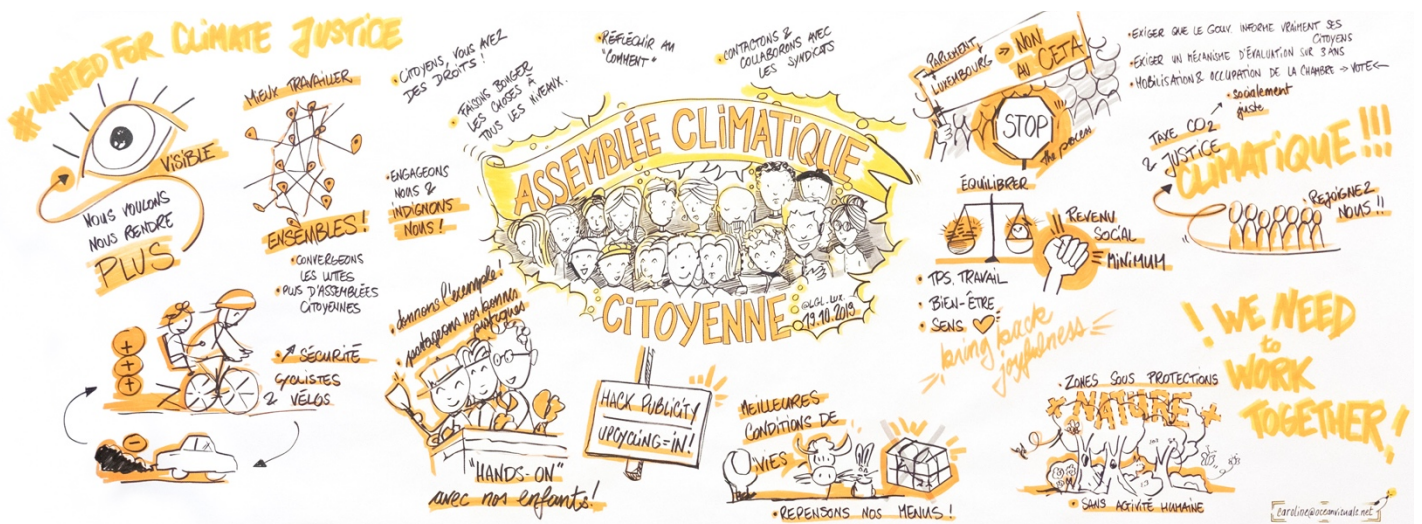 #UNITED FOR CLIMATE JUSTICE
VISIBLE
NOUS VOULONS
NOUS RENDRE
PLUS
MIEUX TRAVAILLER
ENSEMBLES!
• CONVERGEONS
LES LUTTES
• PLUS D'ASSEMBLÉES
CITOYENNES
+
+
+
• ↗ SÉCURITÉ
CYCLISTES
& VÉLOS
-
• CITOYENS, VOUS AVEZ
DES DROITS!
• FAISONS BOUGER
LES CHOSES À
TOUS LES NIVEAUX.
• ENGAGEONS
NOUS &
INDIGNONS
NOUS!
• RÉFLÉCHIR AU
"COMMENT"
• CONTACTONS &
COLLABORONS AVEC
LES SYNDICATS
ASSEMBLÉE CLIMATIQUE
CITOYENNE
@LGL.LUX
19.10.2019
• donnons l'exemple!
• partageons nos bonnes
pratiques
"HANDS-ON"
avec nos enfants!
HACK PUBLICITY
UPCYCLING=IN!
MEILLEURES
CONDITIONS DE
VIES
• REPENSONS NOS MENUS!
PARLEMENT
LUXEMBOURG → NON
AU CETA
STOP
the process
ÉQUILIBRER
REVENU
SOCIAL
MINIMUM
• TPS. TRAVAIL
• BIEN-ÊTRE
• SENS
bring back
joyfulness
• EXIGER QUE LE GOUV. INFORME VRAIMENT SES
CITOYENS
• EXIGER UN MÉCANISME D'ÉVALUATION SUR 3 ANS
• MOBILISATION & OCCUPATION DE LA CHAMBRE → VOTE ←
• socialement
juste
TAXE CO2
& JUSTICE
CLIMATIQUE!!!
• REJOIGNEZ
NOUS!!
! WE NEED
to
WORK
TOGETHER!
• ZONES SOUS PROTECTIONS
NATURE
• SANS ACTIVITÉ HUMAINE
caroline@oceanvisuals.net